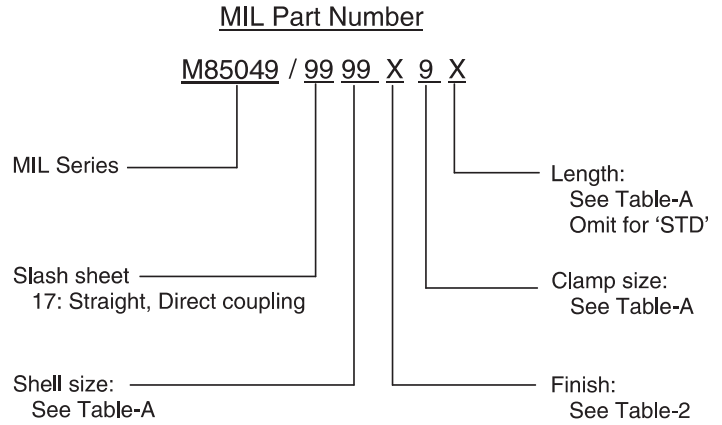 MIL Part Number
M85049 / 99 99 X 9 X
MIL Series
Length:
See Table-A
Omit for 'STD'
Slash sheet
17: Straight, Direct coupling
Clamp size:
See Table-A
Shell size:
See Table-A
Finish:
See Table-2